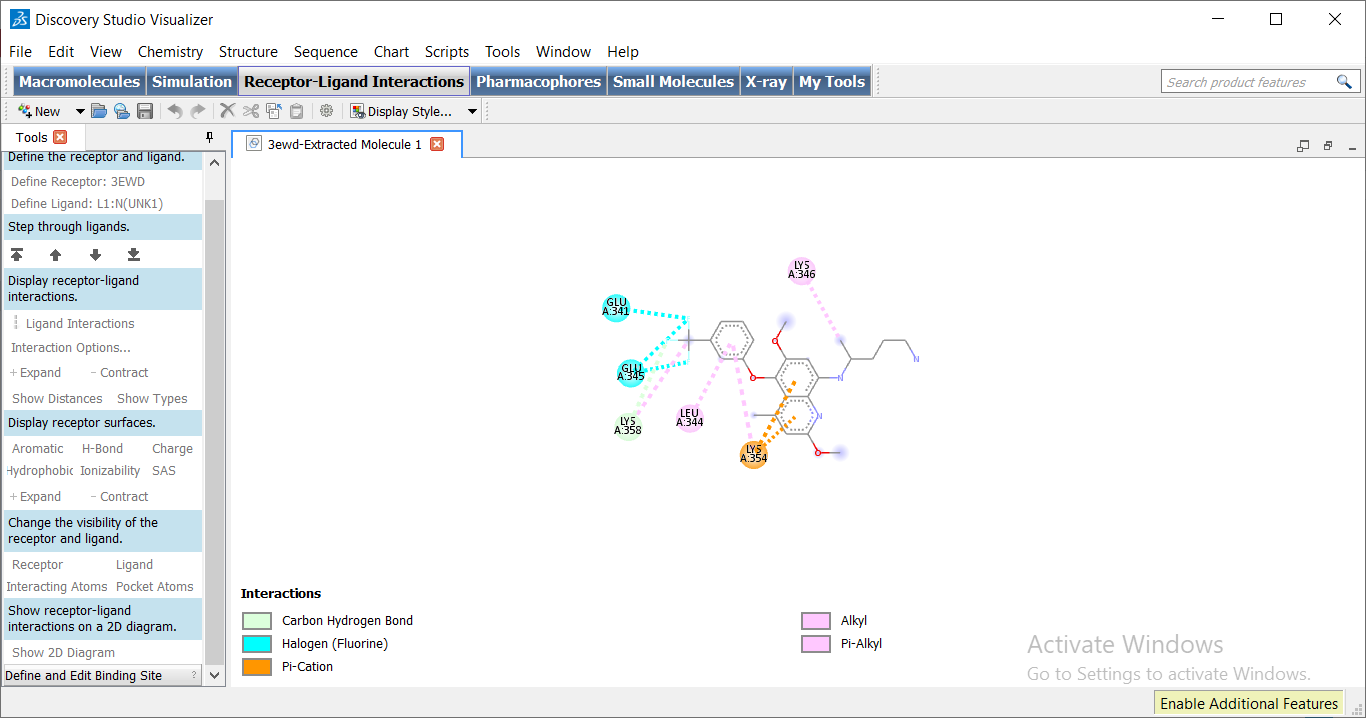 Discovery Studio Visualizer
File Edit View Chemistry Structure Sequence Chart Scripts Tools Window Help
Macromolecules Simulation Receptor-Ligand Interactions Pharmacophores Small Molecules X-ray My Tools
Search product features
New Display Style...
Tools
3ewd-Extracted Molecule 1
Define the receptor and ligand.
Define Receptor: 3EWD
Define Ligand: L1:N(UNK1)
Step through ligands.
Display receptor-ligand
interactions.
Ligand Interactions
Interaction Options...
+ Expand - Contract
Show Distances Show Types
Display receptor surfaces.
Aromatic H-Bond Charge
Hydrophobic Ionizability SAS
+ Expand - Contract
Change the visibility of the
receptor and ligand.
Receptor Ligand
Interacting Atoms Pocket Atoms
Show receptor-ligand
interactions on a 2D diagram.
Show 2D Diagram
Define and Edit Binding Site ?
LYS
A:346
GLU
A:341
GLU
A:345
LYS
A:358
LEU
A:344
LYS
A:354
O
O
N
N
N
O
Interactions
Carbon Hydrogen Bond
Halogen (Fluorine)
Pi-Cation
Alkyl
Pi-Alkyl
Activate Windows
Go to Settings to activate Windows.
Enable Additional Features